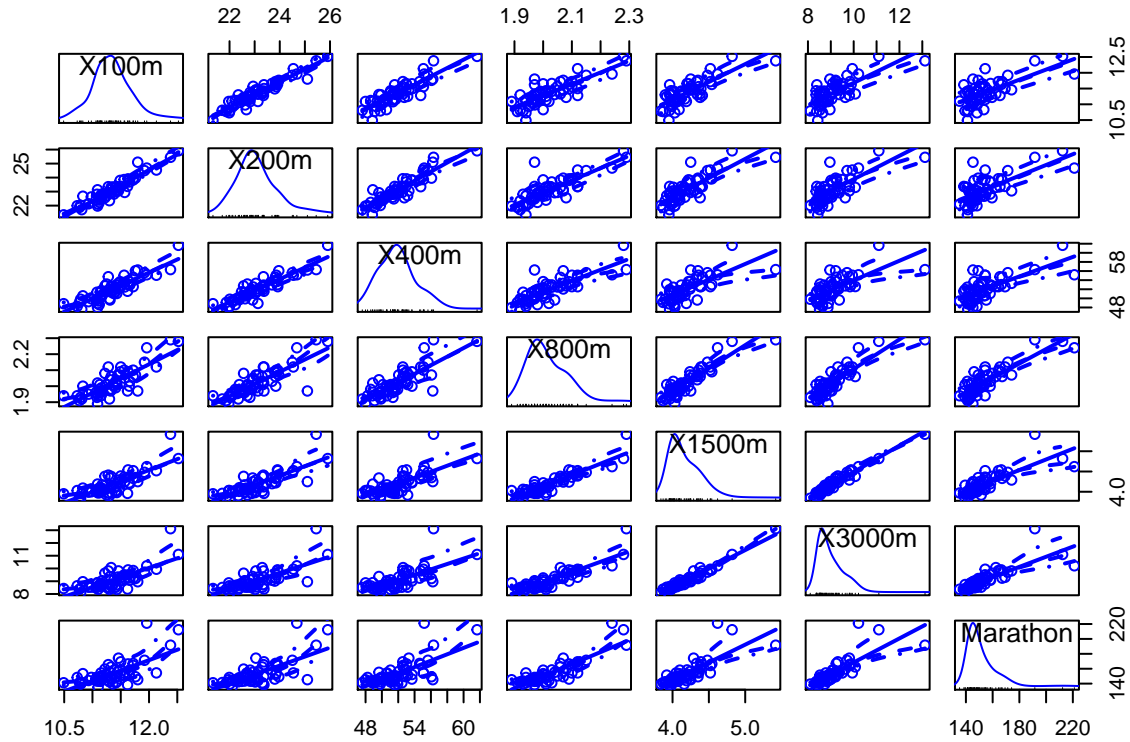 22 24 26 1.9 2.1 2.3 8 10 12
X100m 10.5 12.5
22 25 X200m
X400m 48 58
1.9 2.2 X800m
X1500m 4.0
8 11 X3000m
Marathon 140 220
10.5 12.0 48 52 56 60 4.0 5.0 140 180 220